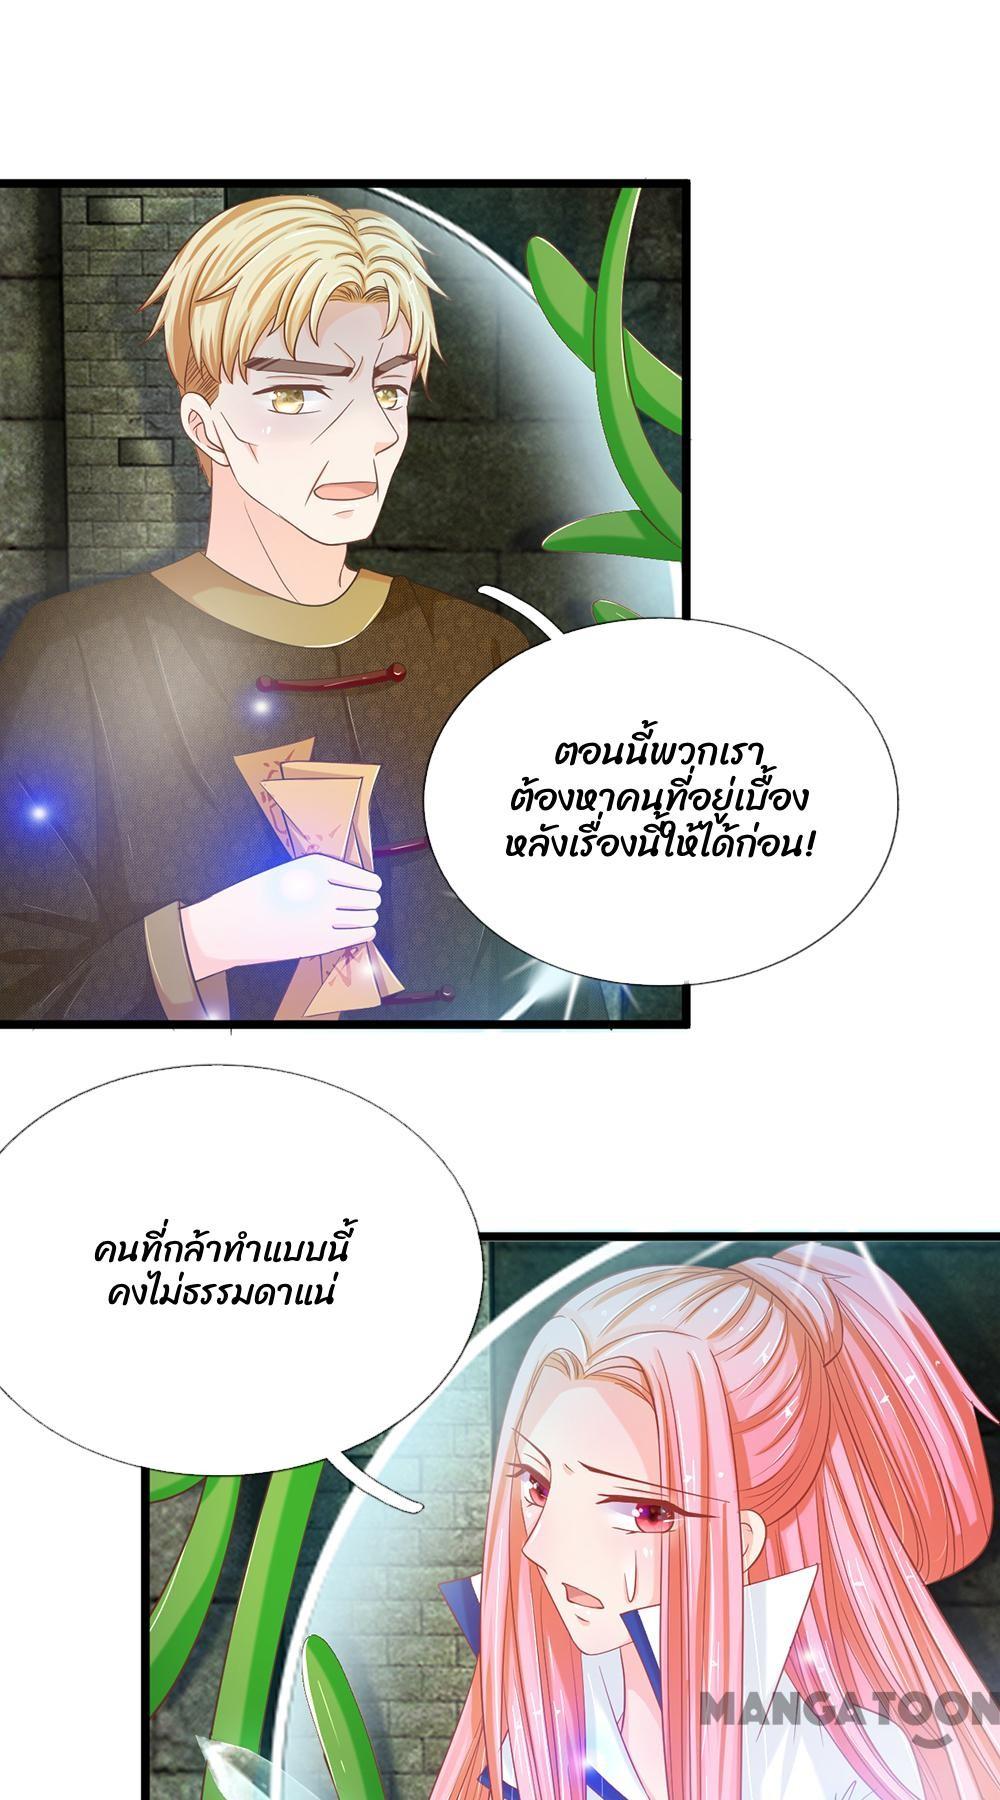 ตอนนี้พวกเรา
ต้องหาคนที่อยู่เบื้อง
หลังเรื่องนี้ให้ได้ก่อน!
คนที่กล้าทำแบบนี้
คงไม่ธรรมดาแน่
MANGATOON